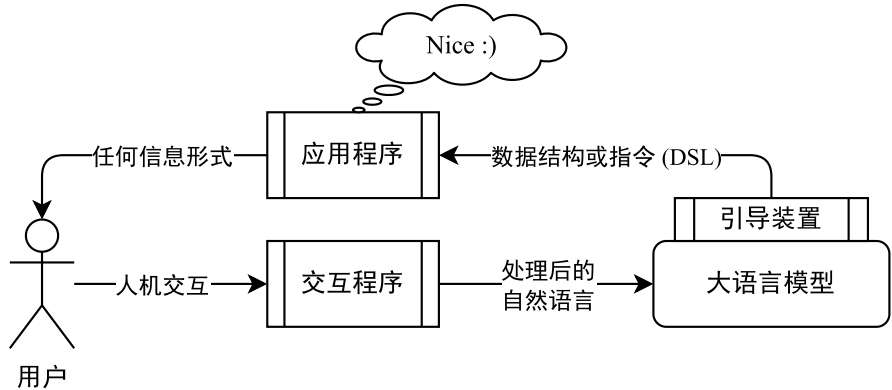 Nice :)
任何信息形式
应用程序
数据结构或指令 (DSL)
引导装置
人机交互
交互程序
处理后的
自然语言
大语言模型
用户